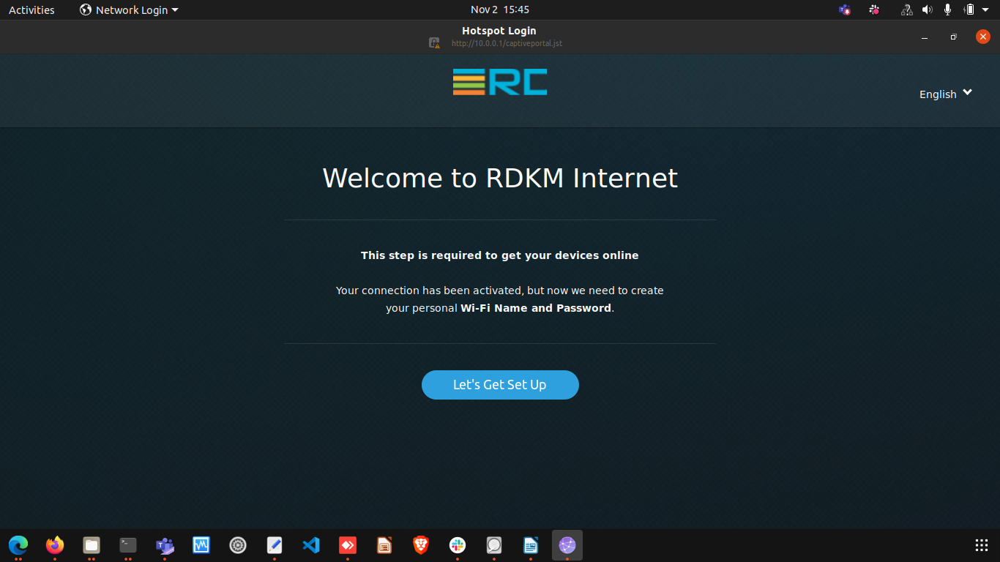 Activities
Network Login
Nov 2 15:45
Hotspot Login
http://10.0.0.1/captiveportal.jst
RC
English
Welcome to RDKM Internet
This step is required to get your devices online
Your connection has been activated, but now we need to create
your personal Wi-Fi Name and Password.
Let's Get Set Up